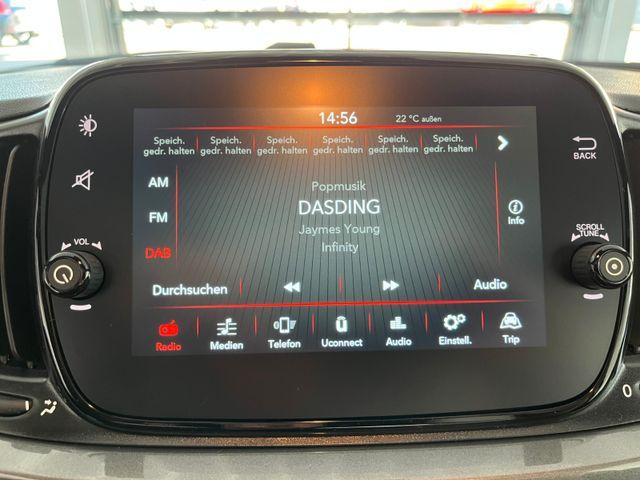 14:56 22 °C außen
Speich. Speich. Speich. Speich. Speich. Speich.
gedr. halten gedr. halten gedr. halten gedr. halten gedr. halten gedr. halten
AM
FM
DAB
Popmusik
DASDING
Jaymes Young
Infinity
Info
Durchsuchen Audio
Radio Medien Telefon Uconnect Audio Einstell. Trip
VOL
BACK
SCROLL
TUNE
0